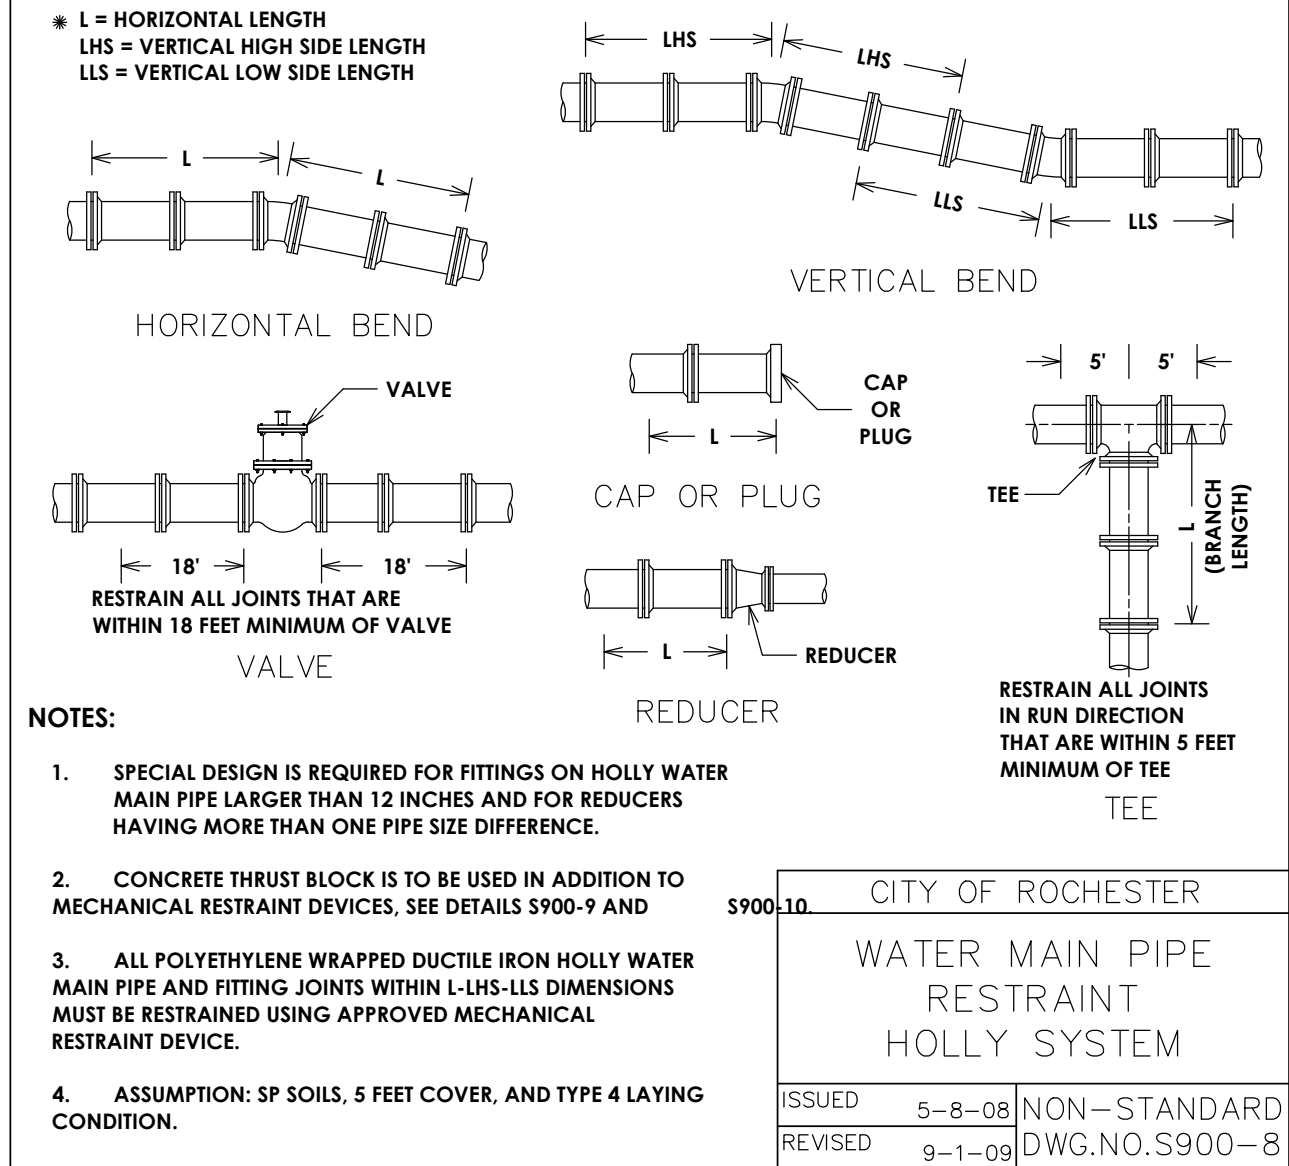 ✳ L = HORIZONTAL LENGTH
LHS = VERTICAL HIGH SIDE LENGTH
LLS = VERTICAL LOW SIDE LENGTH
L
L
HORIZONTAL BEND
LHS
LHS
LLS
LLS
VERTICAL BEND
VALVE
18'
18'
RESTRAIN ALL JOINTS THAT ARE
WITHIN 18 FEET MINIMUM OF VALVE
VALVE
CAP
OR
PLUG
L
CAP OR PLUG
L
REDUCER
REDUCER
5'
5'
TEE
L
(BRANCH
LENGTH)
RESTRAIN ALL JOINTS
IN RUN DIRECTION
THAT ARE WITHIN 5 FEET
MINIMUM OF TEE
TEE
NOTES:
1. SPECIAL DESIGN IS REQUIRED FOR FITTINGS ON HOLLY WATER
MAIN PIPE LARGER THAN 12 INCHES AND FOR REDUCERS
HAVING MORE THAN ONE PIPE SIZE DIFFERENCE.
2. CONCRETE THRUST BLOCK IS TO BE USED IN ADDITION TO
MECHANICAL RESTRAINT DEVICES, SEE DETAILS S900-9 AND S900-10.
3. ALL POLYETHYLENE WRAPPED DUCTILE IRON HOLLY WATER
MAIN PIPE AND FITTING JOINTS WITHIN L-LHS-LLS DIMENSIONS
MUST BE RESTRAINED USING APPROVED MECHANICAL
RESTRAINT DEVICE.
4. ASSUMPTION: SP SOILS, 5 FEET COVER, AND TYPE 4 LAYING
CONDITION.
CITY OF ROCHESTER
WATER MAIN PIPE
RESTRAINT
HOLLY SYSTEM
ISSUED 5-8-08
REVISED 9-1-09
NON-STANDARD
DWG.NO.S900-8